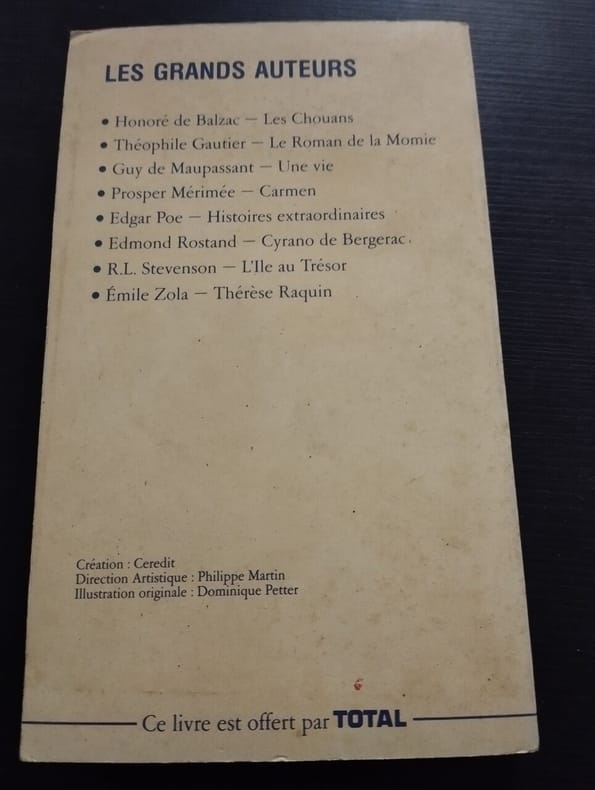 LES GRANDS AUTEURS
• Honoré de Balzac — Les Chouans
• Théophile Gautier — Le Roman de la Momie
• Guy de Maupassant — Une vie
• Prosper Mérimée — Carmen
• Edgar Poe — Histoires extraordinaires
• Edmond Rostand — Cyrano de Bergerac.
• R.L. Stevenson — L'Ile au Trésor
• Émile Zola — Thérèse Raquin
Création : Ceredit
Direction Artistique : Philippe Martin
Illustration originale : Dominique Petter
Ce livre est offert par TOTAL